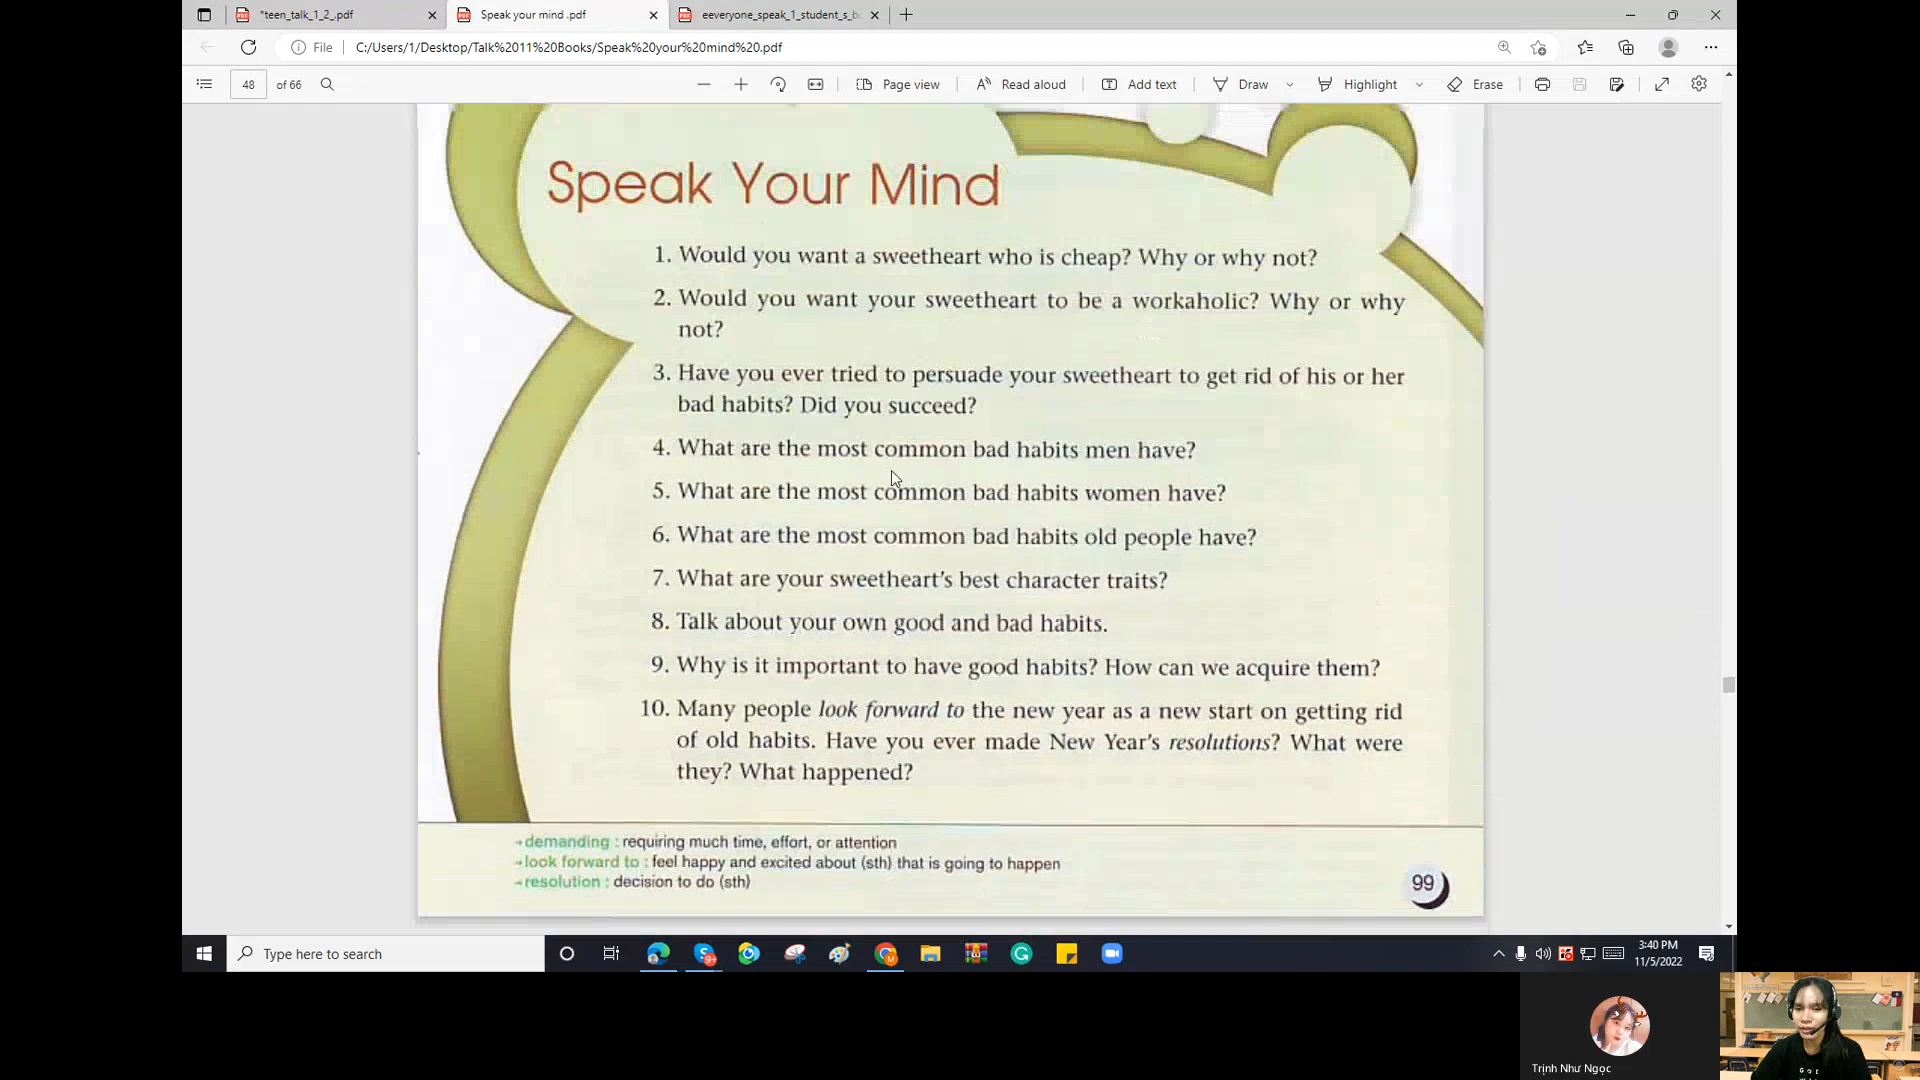 *teen_talk_1_2_.pdf
Speak your mind .pdf
eeveryone_speak_1_student_s_bo
File
C:/Users/1/Desktop/Talk%2011%20Books/Speak%20your%20mind%20.pdf
48
of 66
Page view
Read aloud
Add text
Draw
Highlight
Erase
Speak Your Mind
1. Would you want a sweetheart who is cheap? Why or why not?
2. Would you want your sweetheart to be a workaholic? Why or why
not?
3. Have you ever tried to persuade your sweetheart to get rid of his or her
bad habits? Did you succeed?
4. What are the most common bad habits men have?
5. What are the most common bad habits women have?
6. What are the most common bad habits old people have?
7. What are your sweetheart's best character traits?
8. Talk about your own good and bad habits.
9. Why is it important to have good habits? How can we acquire them?
10. Many people look forward to the new year as a new start on getting rid
of old habits. Have you ever made New Year's resolutions? What were
they? What happened?
demanding : requiring much time, effort, or attention
look forward to : feel happy and excited about (sth) that is going to happen
resolution : decision to do (sth)
99
Type here to search
3:40 PM
11/5/2022
Trịnh Như Ngọc